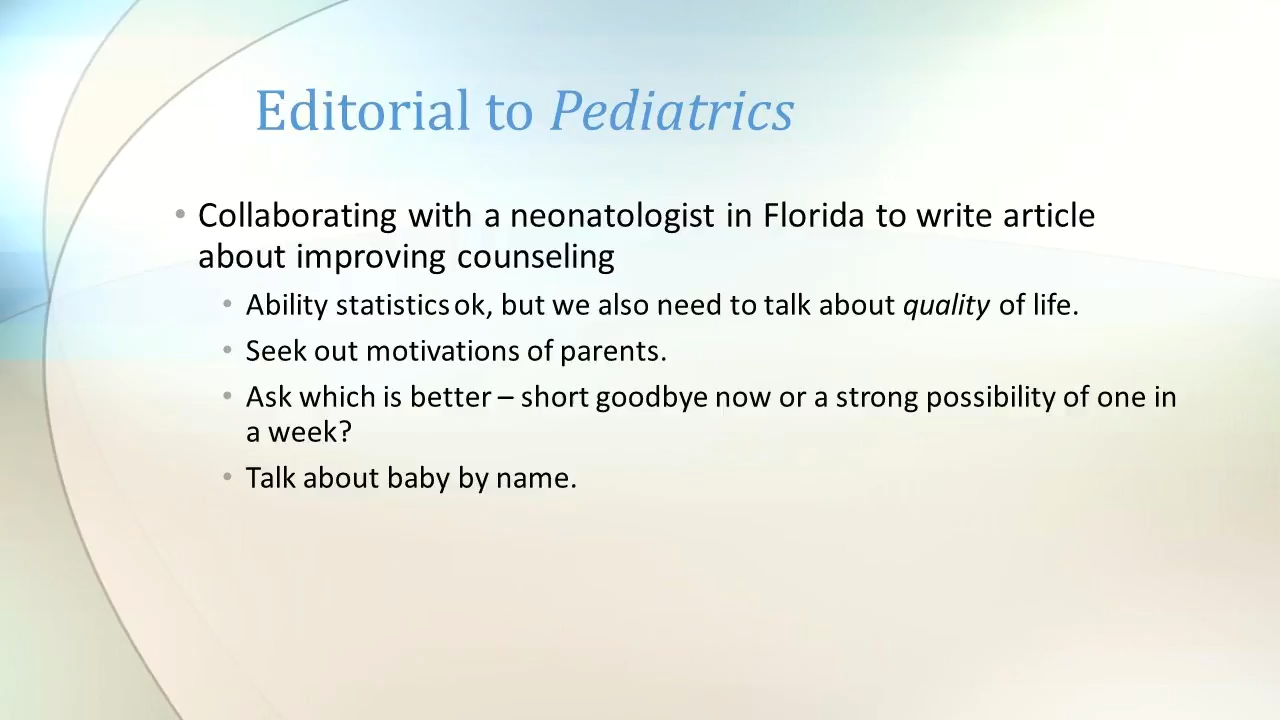 Editorial to Pediatrics
• Collaborating with a neonatologist in Florida to write article
about improving counseling
• Ability statistics ok, but we also need to talk about quality of life.
• Seek out motivations of parents.
• Ask which is better – short goodbye now or a strong possibility of one in
a week?
• Talk about baby by name.